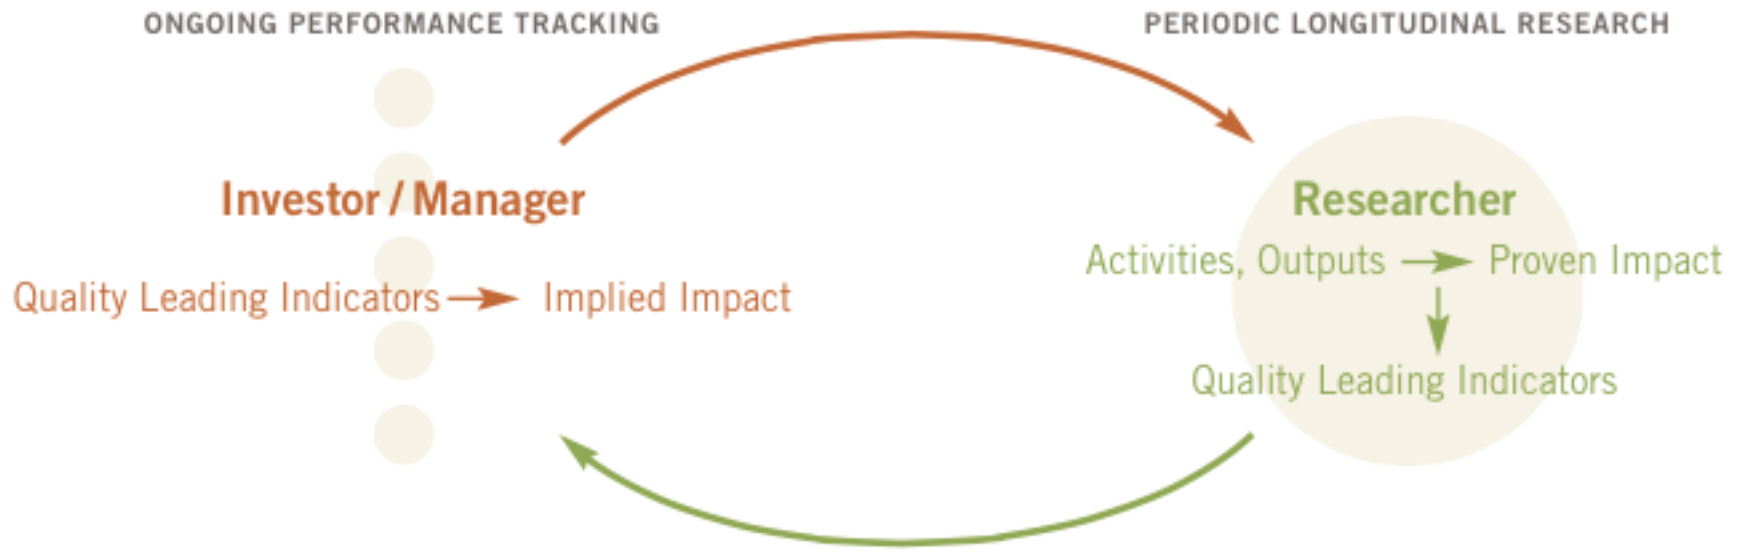 ONGOING PERFORMANCE TRACKING
PERIODIC LONGITUDINAL RESEARCH
Investor / Manager
Quality Leading Indicators
Implied Impact
Researcher
Activities, Outputs
Proven Impact
Quality Leading Indicators